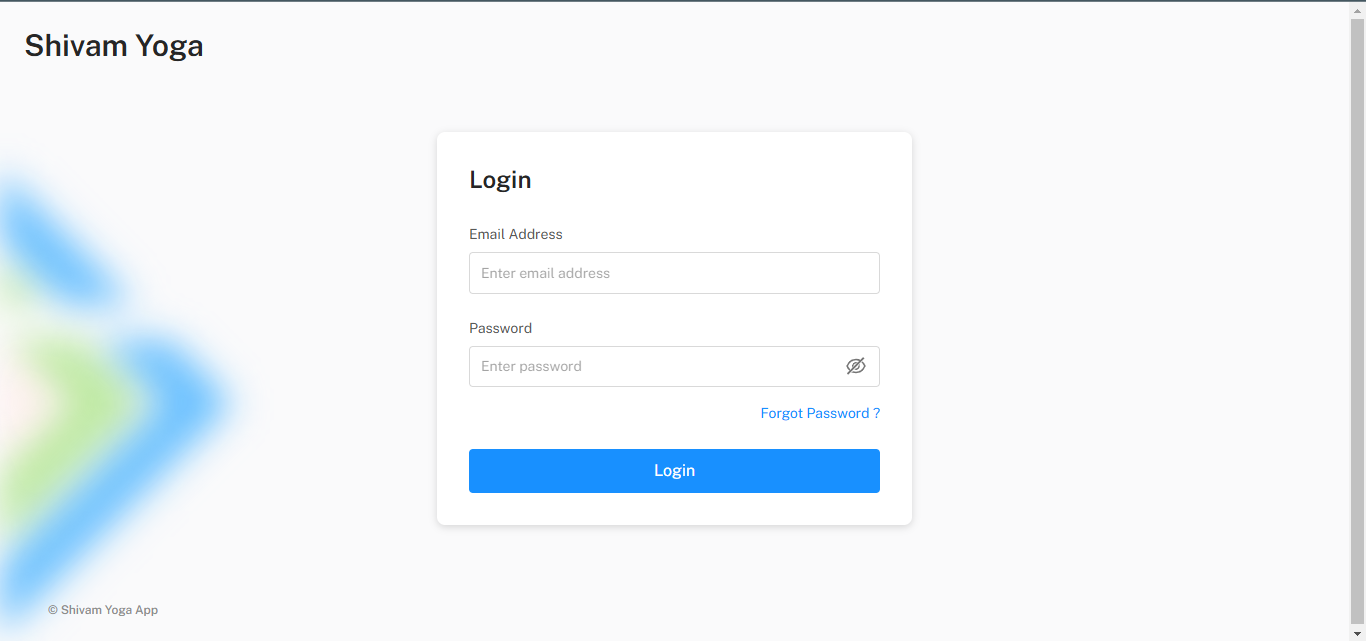 Shivam Yoga
Login
Email Address
Enter email address
Password
Enter password
Forgot Password ?
Login
© Shivam Yoga App